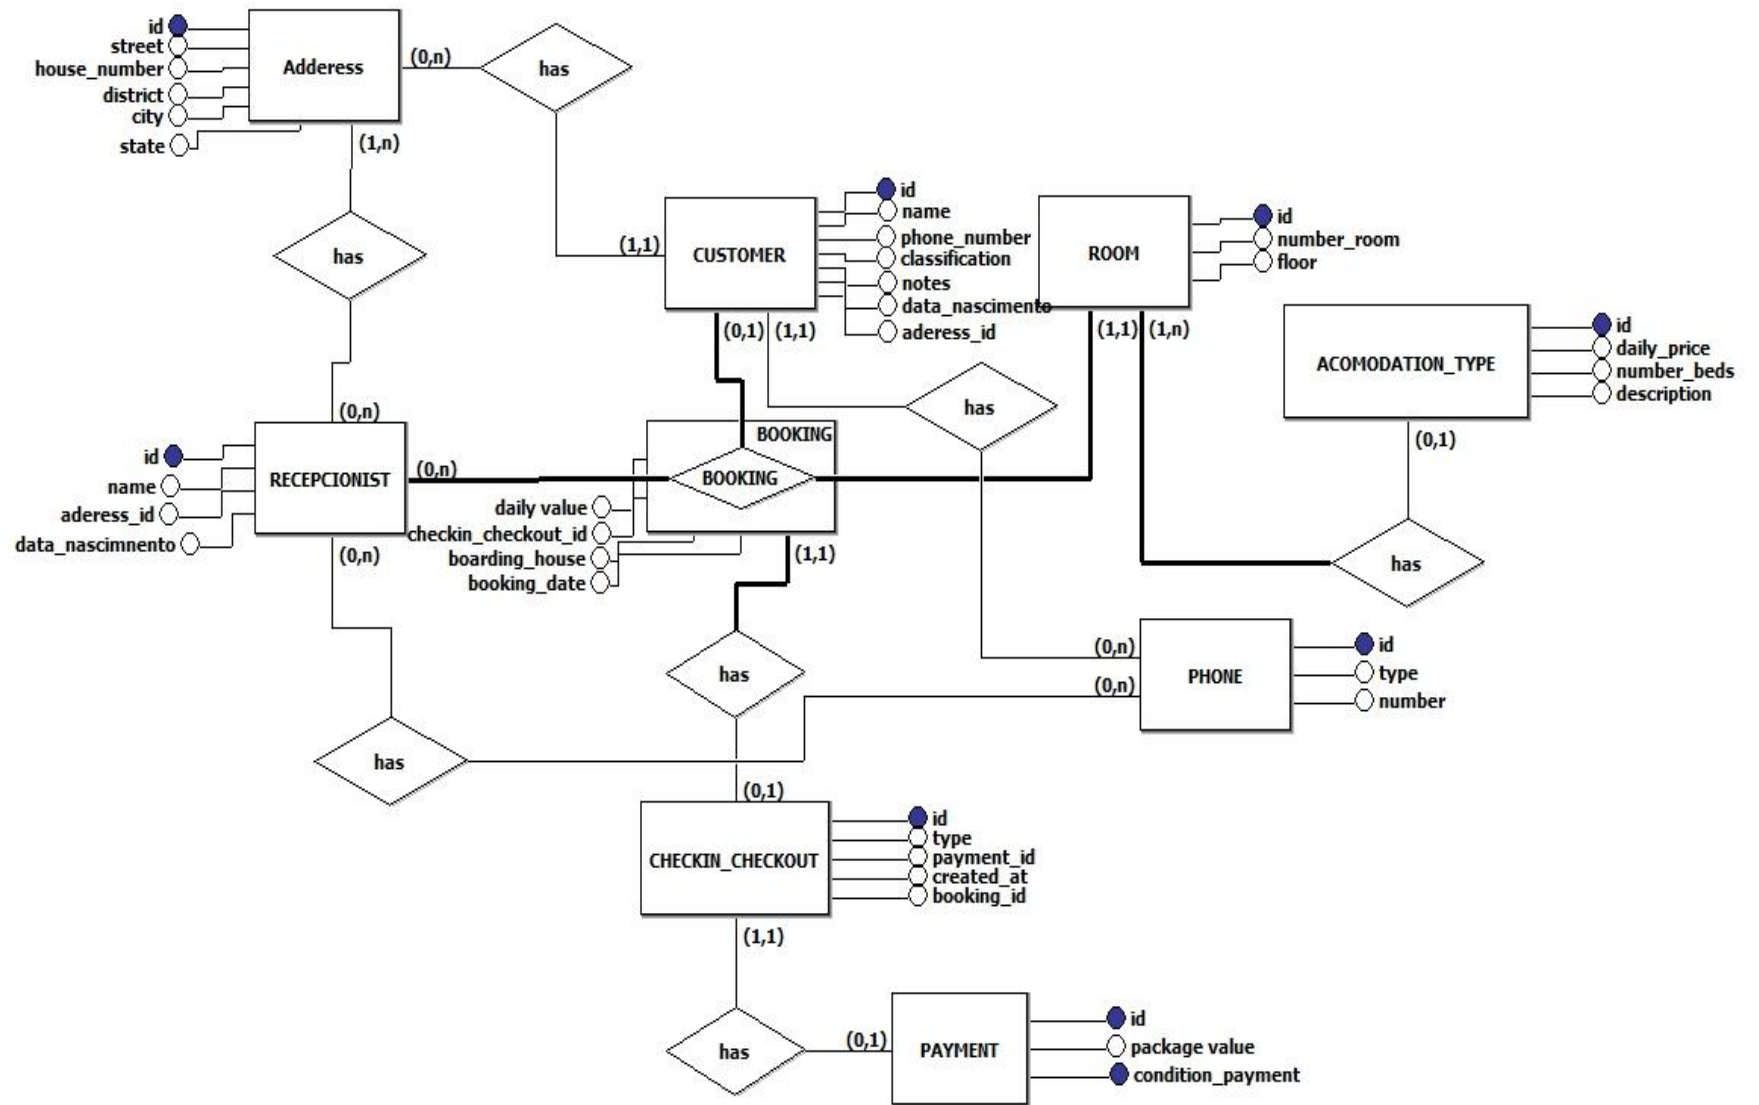 id
street
house_number
district
city
state
Adderess
(0,n)
has
(1,n)
has
(0,n)
(1,1)
CUSTOMER
id
name
phone_number
classification
notes
data_nascimento
aderess_id
(0,1)
(1,1)
ROOM
id
number_room
floor
(1,1)
(1,n)
ACOMODATION_TYPE
id
daily_price
number_beds
description
(0,1)
has
has
id
name
aderess_id
data_nascimnento
RECEPCIONIST
(0,n)
(0,n)
BOOKING
BOOKING
daily value
checkin_checkout_id
boarding_house
booking_date
(1,1)
has
(0,n)
(0,n)
PHONE
id
type
number
has
(0,1)
CHECKIN_CHECKOUT
id
type
payment_id
created_at
booking_id
(1,1)
has
(0,1)
PAYMENT
id
package value
condition_payment